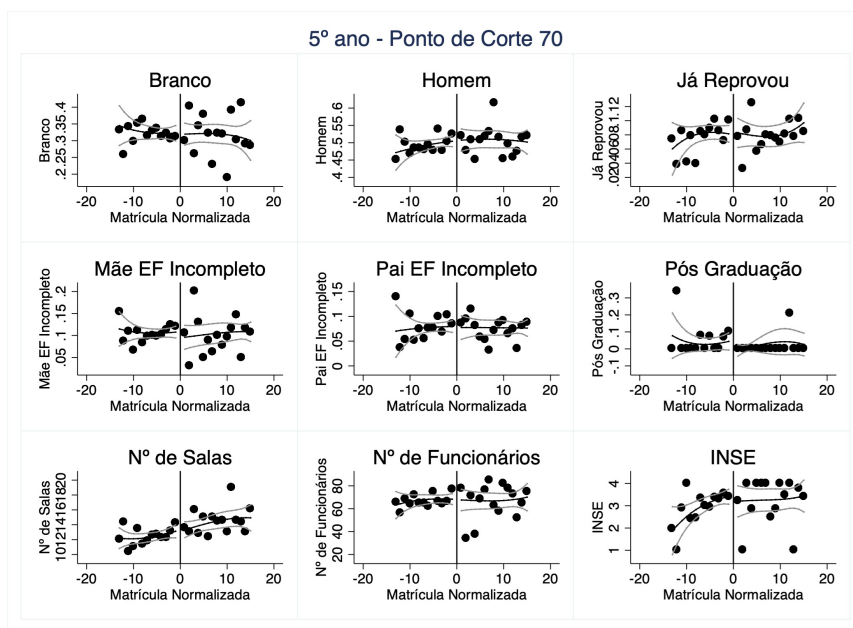 5º ano - Ponto de Corte 70
Branco
Branco
.2.25.3.35.4
-20 -10 0 10 20
Matrícula Normalizada
Homem
Homem
.4.45.5.55.6
-20 -10 0 10 20
Matrícula Normalizada
Já Reprovou
Já Reprovou
.02.04.06.08.1.12
-20 -10 0 10 20
Matrícula Normalizada
Mãe EF Incompleto
Mãe EF Incompleto
.05 .1 .15 .2
-20 -10 0 10 20
Matrícula Normalizada
Pai EF Incompleto
Pai EF Incompleto
0 .05 .1 .15
-20 -10 0 10 20
Matrícula Normalizada
Pós Graduação
Pós Graduação
-.1 0 .1 .2 .3
-20 -10 0 10 20
Matrícula Normalizada
Nº de Salas
Nº de Salas
101214161820
-20 -10 0 10 20
Matrícula Normalizada
Nº de Funcionários
Nº de Funcionários
20 40 60 80
-20 -10 0 10 20
Matrícula Normalizada
INSE
INSE
1 2 3 4
-20 -10 0 10 20
Matrícula Normalizada